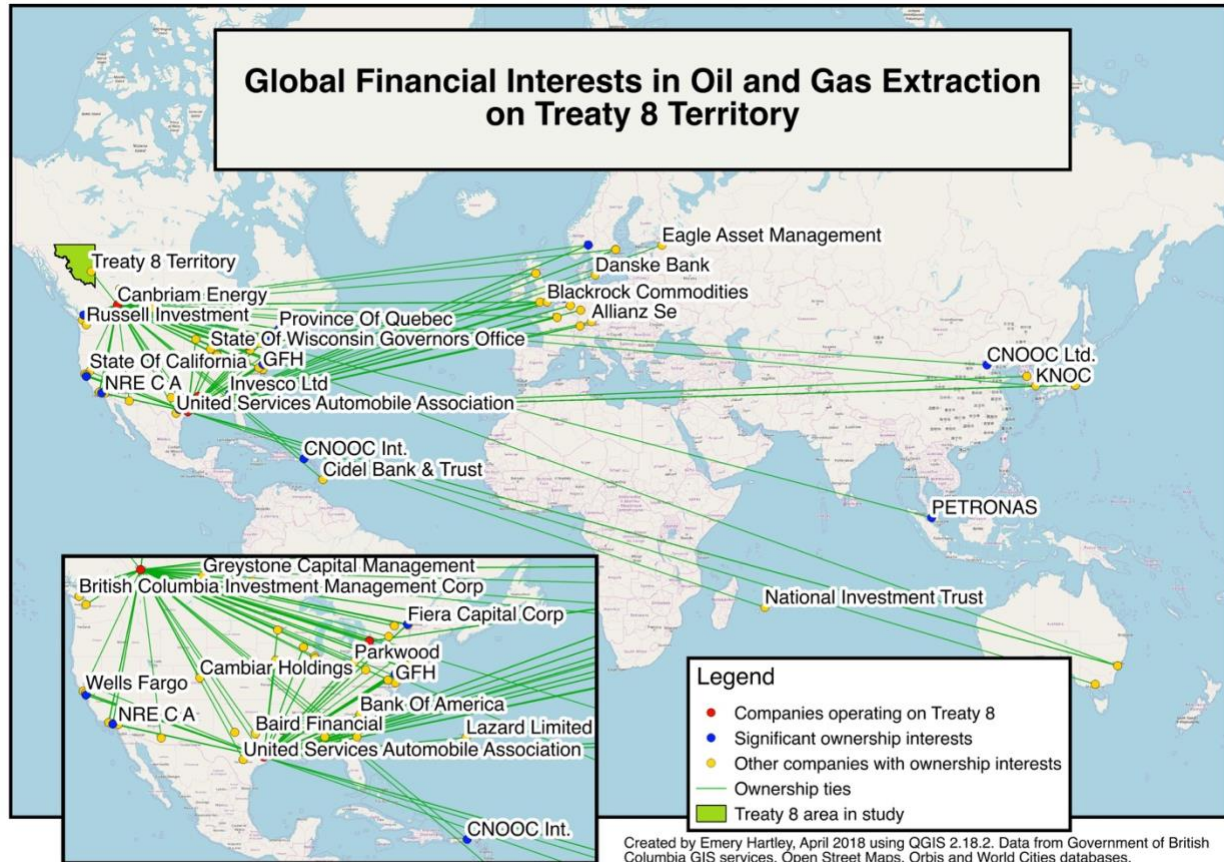 Global Financial Interests in Oil and Gas Extraction
on Treaty 8 Territory
Eagle Asset Management
Treaty 8 Territory
Danske Bank
Canbriam Energy
Blackrock Commodities
Russell Investment
Province Of Quebec
Allianz Se
State Of Wisconsin Governors Office
State Of California
GFH
CNOOC Ltd.
NRE C A
Invesco Ltd
KNOC
United Services Automobile Association
CNOOC Int.
Cidel Bank & Trust
PETRONAS
National Investment Trust
Greystone Capital Management
British Columbia Investment Management Corp
Fiera Capital Corp
Parkwood
Cambiar Holdings
GFH
Wells Fargo
Bank Of America
NRE C A
Baird Financial
Lazard Limited
United Services Automobile Association
CNOOC Int.
Legend
Companies operating on Treaty 8
Significant ownership interests
Other companies with ownership interests
Ownership ties
Treaty 8 area in study
Created by Emery Hartley, April 2018 using QGIS 2.18.2. Data from Government of British
Columbia GIS services, Open Street Maps, Orbis and World Cities databases.